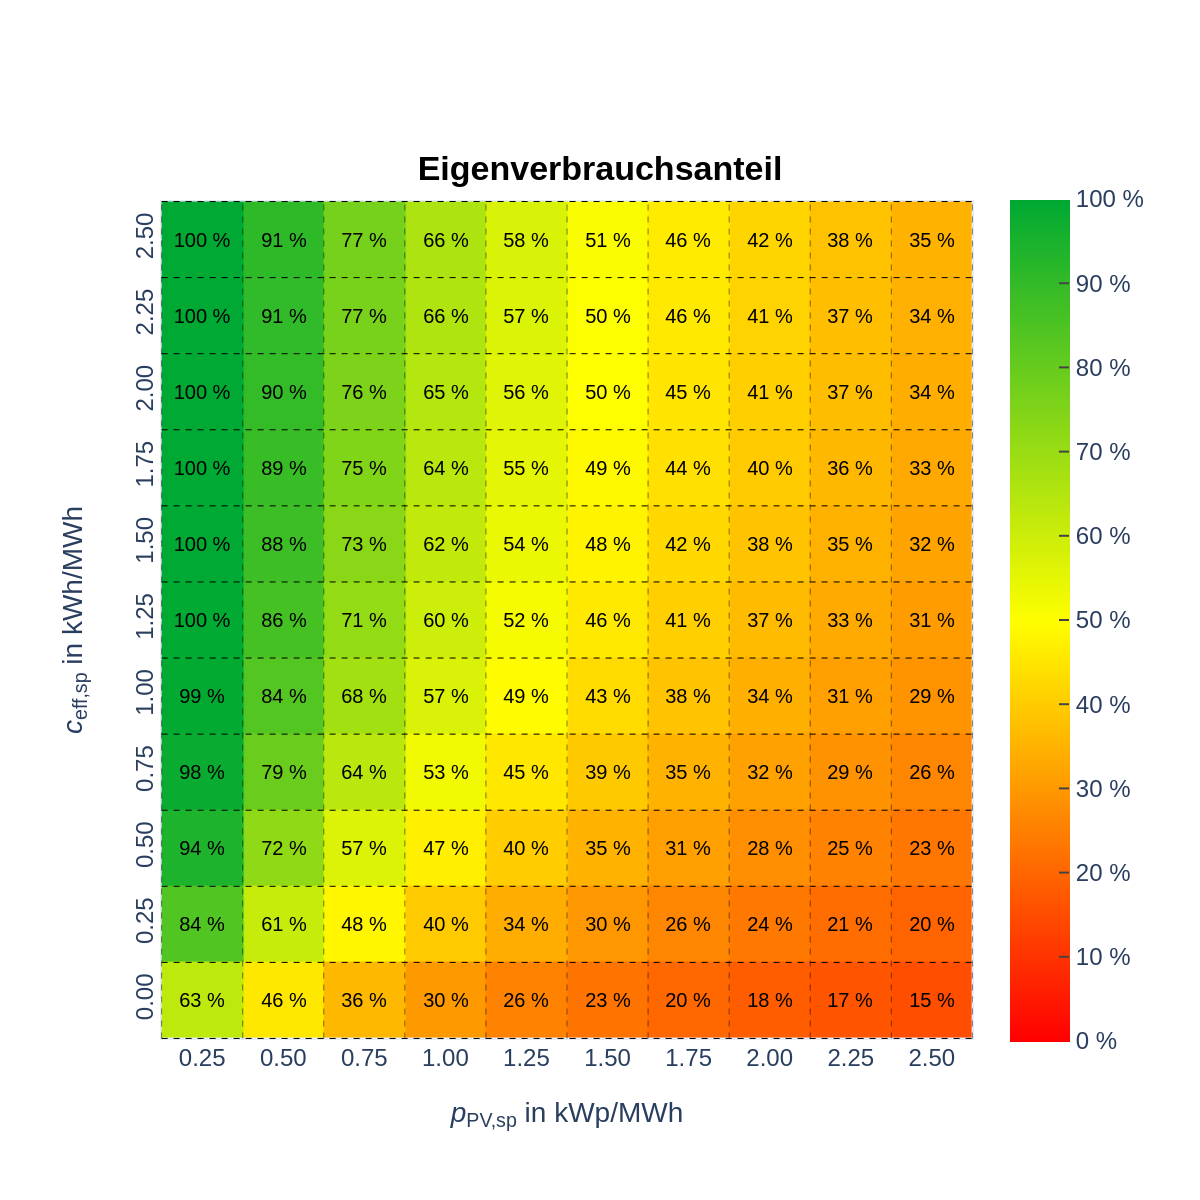 Eigenverbrauchsanteil
2.50 100 % 91 % 77 % 66 % 58 % 51 % 46 % 42 % 38 % 35 %
2.25 100 % 91 % 77 % 66 % 57 % 50 % 46 % 41 % 37 % 34 %
2.00 100 % 90 % 76 % 65 % 56 % 50 % 45 % 41 % 37 % 34 %
1.75 100 % 89 % 75 % 64 % 55 % 49 % 44 % 40 % 36 % 33 %
1.50 100 % 88 % 73 % 62 % 54 % 48 % 42 % 38 % 35 % 32 %
1.25 100 % 86 % 71 % 60 % 52 % 46 % 41 % 37 % 33 % 31 %
1.00 99 % 84 % 68 % 57 % 49 % 43 % 38 % 34 % 31 % 29 %
0.75 98 % 79 % 64 % 53 % 45 % 39 % 35 % 32 % 29 % 26 %
0.50 94 % 72 % 57 % 47 % 40 % 35 % 31 % 28 % 25 % 23 %
0.25 84 % 61 % 48 % 40 % 34 % 30 % 26 % 24 % 21 % 20 %
0.00 63 % 46 % 36 % 30 % 26 % 23 % 20 % 18 % 17 % 15 %
0.25 0.50 0.75 1.00 1.25 1.50 1.75 2.00 2.25 2.50
pPV,sp in kWp/MWh
ceff,sp in kWh/MWh
100 %
90 %
80 %
70 %
60 %
50 %
40 %
30 %
20 %
10 %
0 %